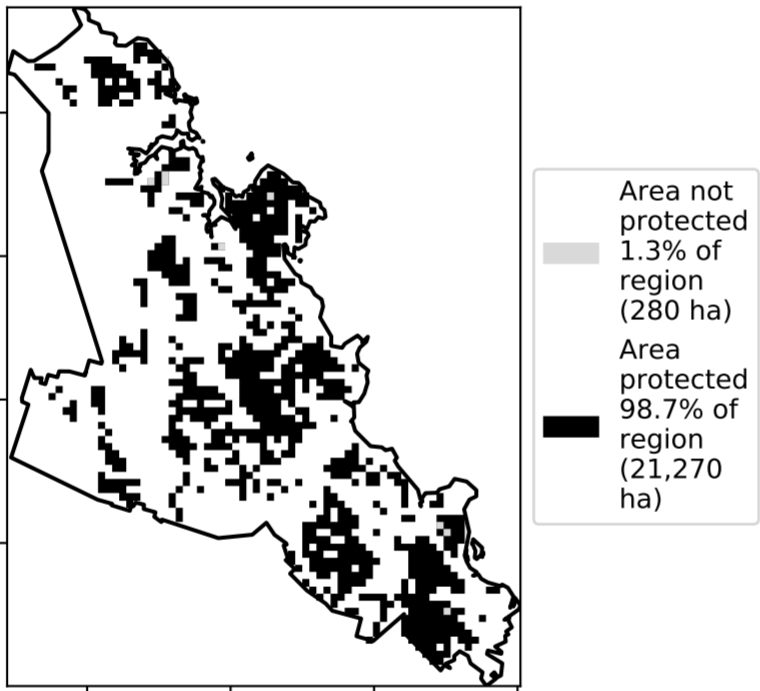 Area not
protected
1.3% of
region
(280 ha)
Area
protected
98.7% of
region
(21,270
ha)